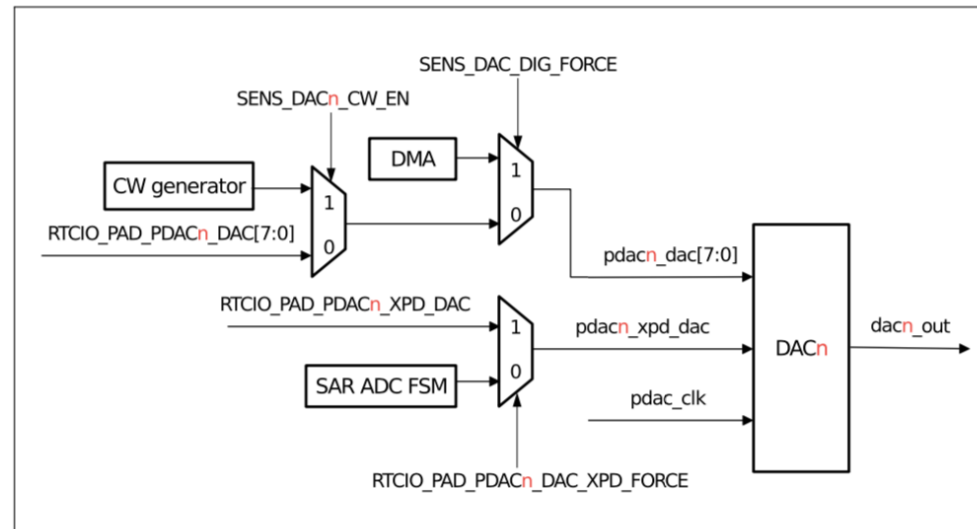 SENS_DAC_DIG_FORCE
SENS_DACn_CW_EN
DMA
1
CW generator
1
0
RTCIO_PAD_PDACn_DAC[7:0]
0
pdacn_dac[7:0]
RTCIO_PAD_PDACn_XPD_DAC
1
pdacn_xpd_dac
dacn_out
DACn
0
SAR ADC FSM
pdac_clk
RTCIO_PAD_PDACn_DAC_XPD_FORCE